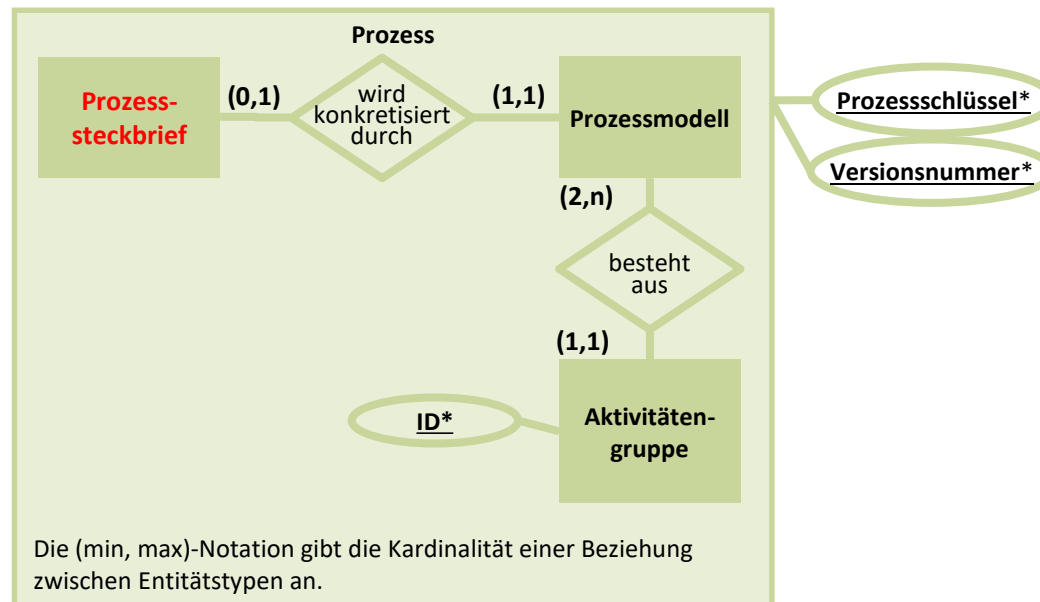 Prozess
Prozess-
steckbrief
(0,1)
wird
konkretisiert
durch
(1,1)
Prozessmodell
Prozessschlüssel*
Versionsnummer*
(2,n)
besteht
aus
(1,1)
ID*
Aktivitäten-
gruppe
Die (min, max)-Notation gibt die Kardinalität einer Beziehung
zwischen Entitätstypen an.